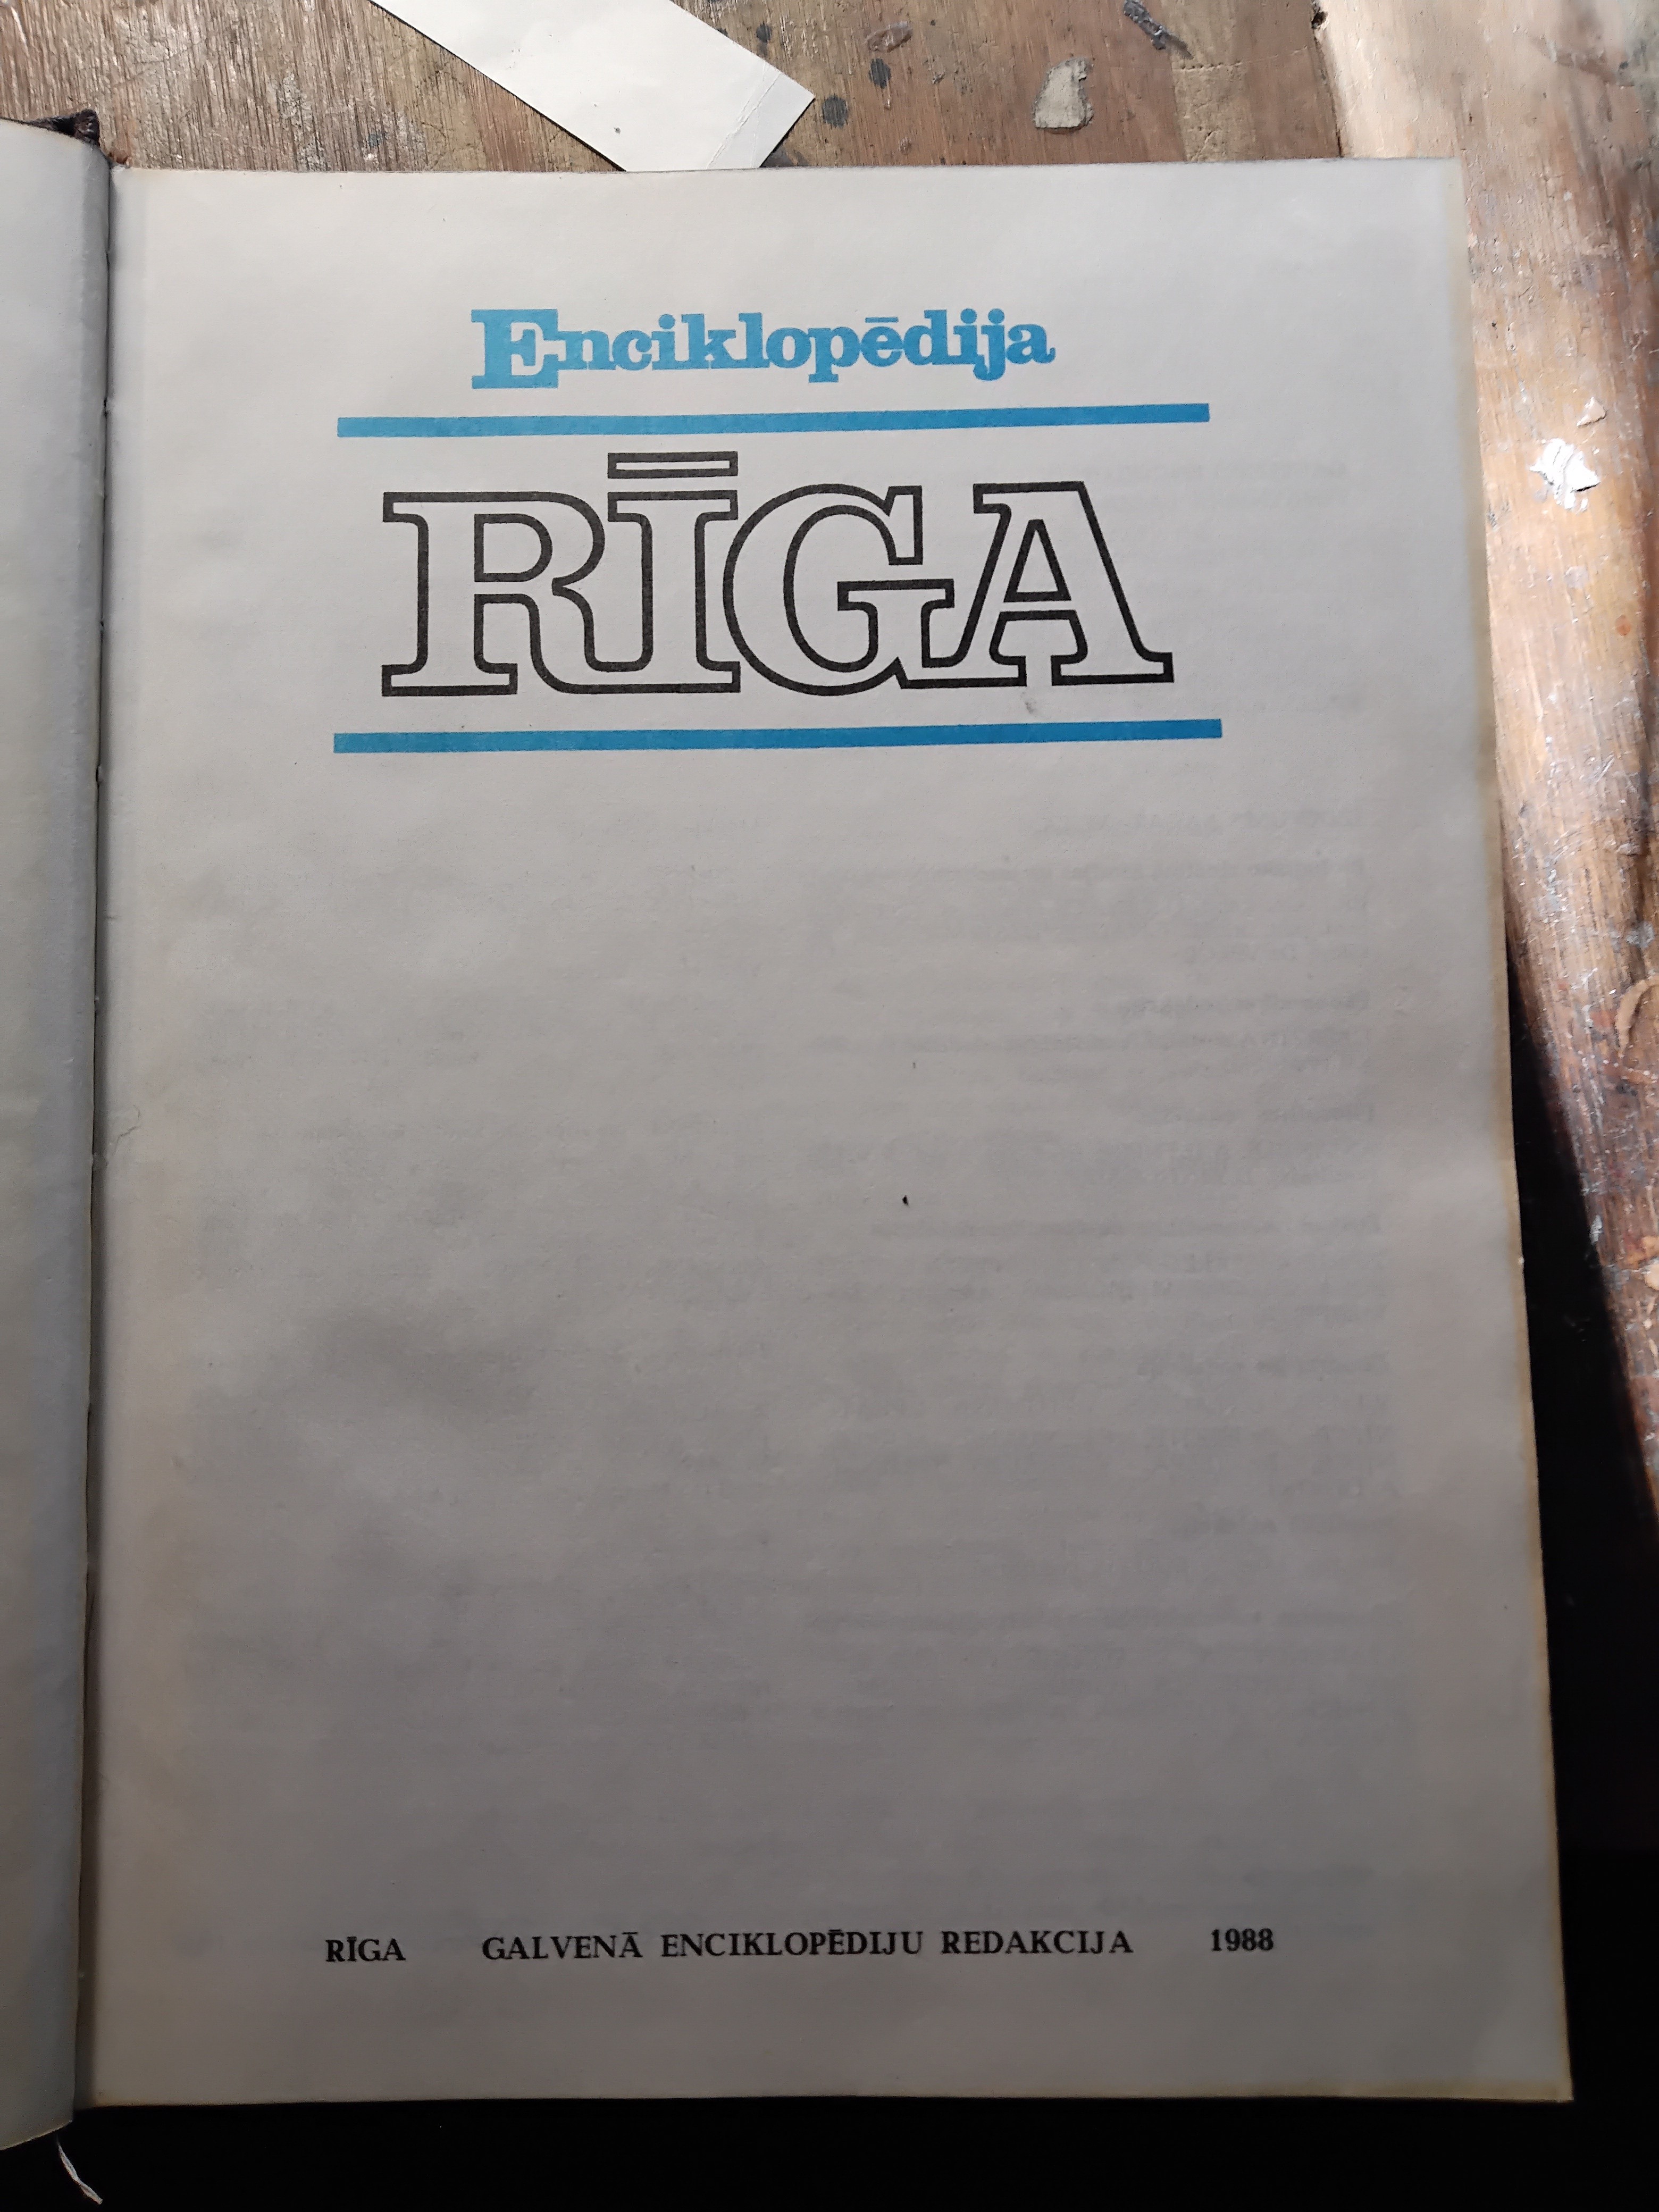 Enciklopēdija
RĪGA
RĪGA GALVENĀ ENCIKLOPĒDIJU REDAKCIJA 1988